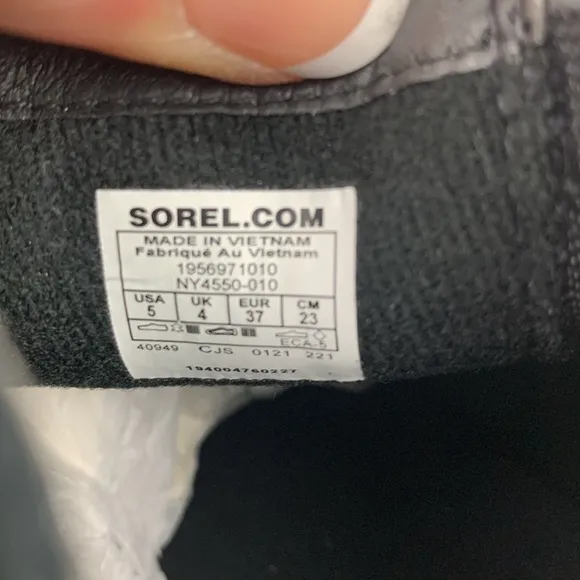 SOREL.COM
MADE IN VIETNAM
Fabriqué Au Vietnam
1956971010
NY4550-010
USA UK EUR CM
5 4 37 23
ECA-5
40949 CJS 0121 221
194004760227